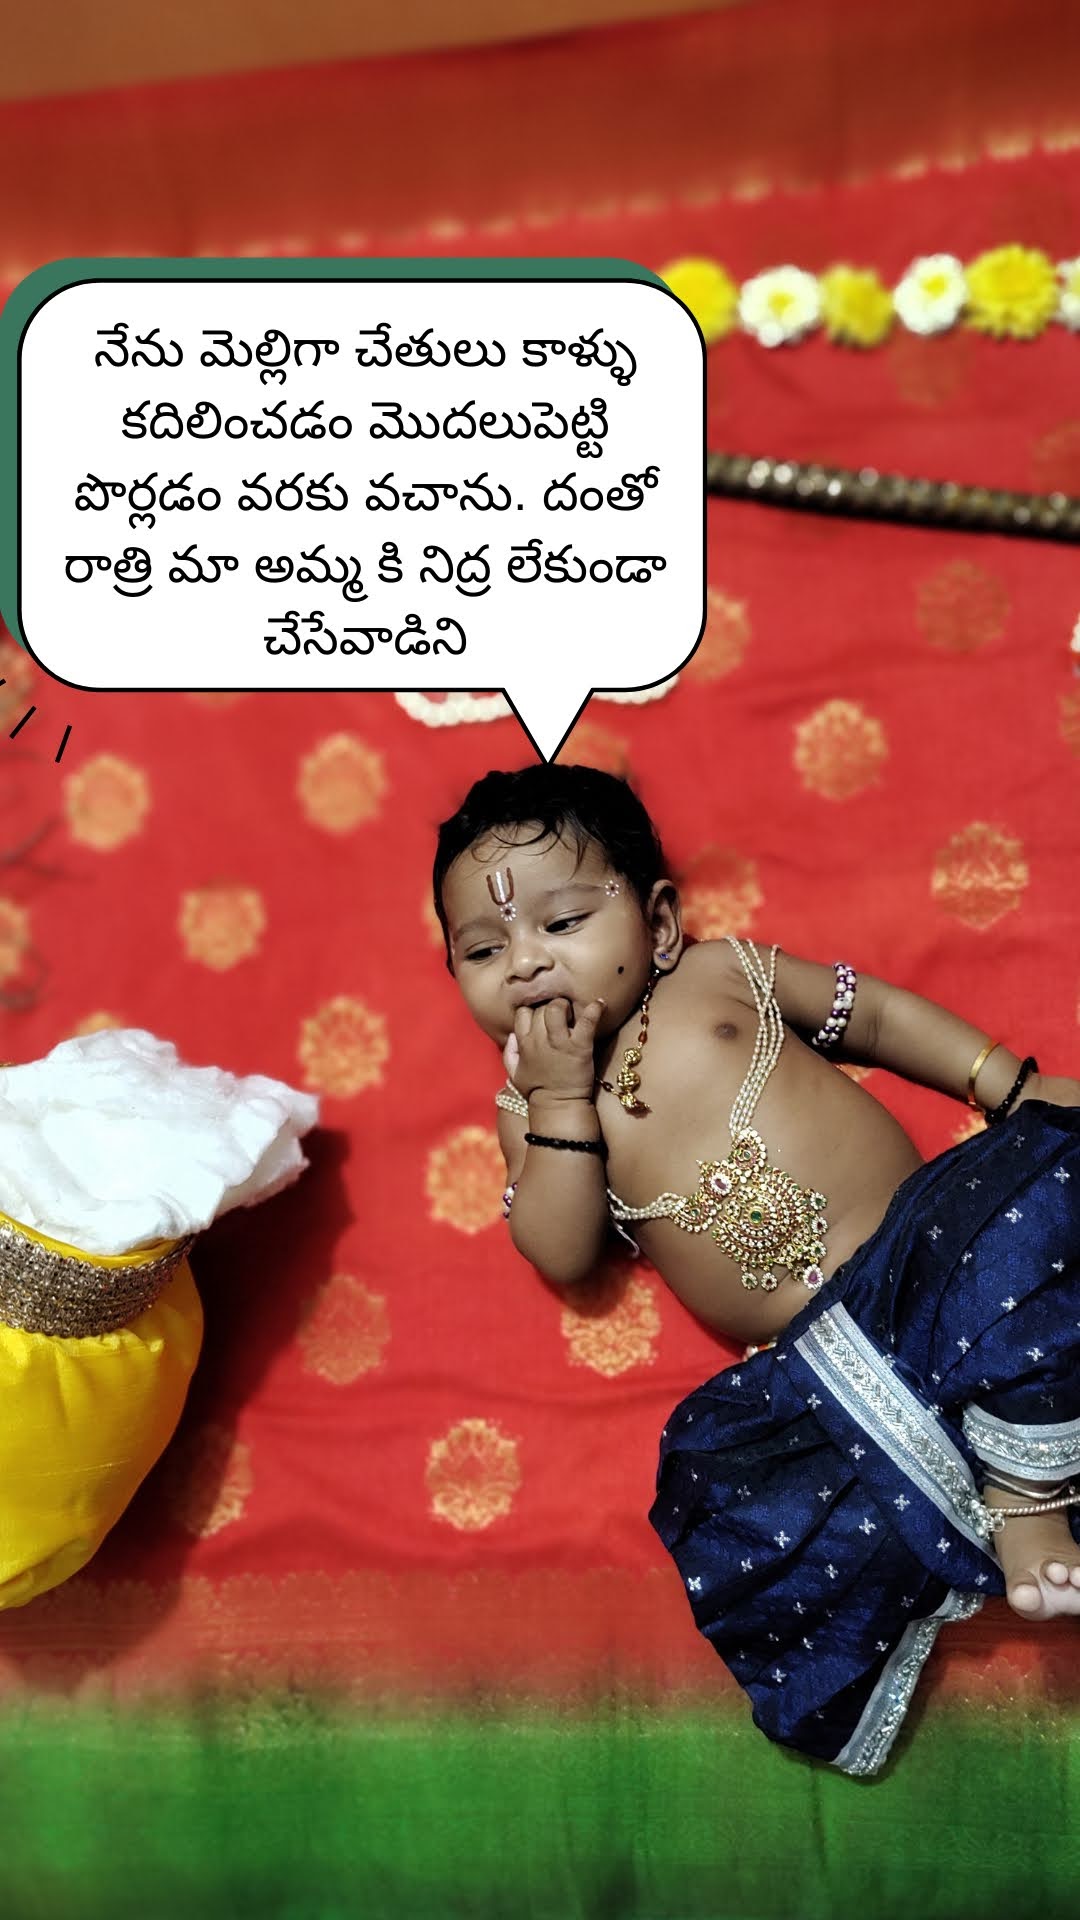 నేను మెల్లిగా చేతులు కాళ్ళు
కదిలించడం మొదలుపెట్టి
పొర్లడం వరకు వచాను. దంతో
రాత్రి మా అమ్మ కి నిద్ర లేకుండా
చేసేవాడిని